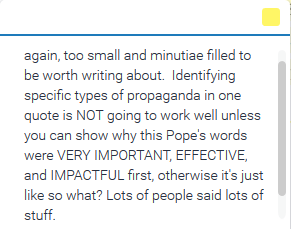 again, too small and minutiae filled to
be worth writing about.  Identifying
specific types of propaganda in one
quote is NOT going to work well unless
you can show why this Pope's words
were VERY IMPORTANT, EFFECTIVE,
and IMPACTFUL first, otherwise it's just
like so what? Lots of people said lots of
stuff.